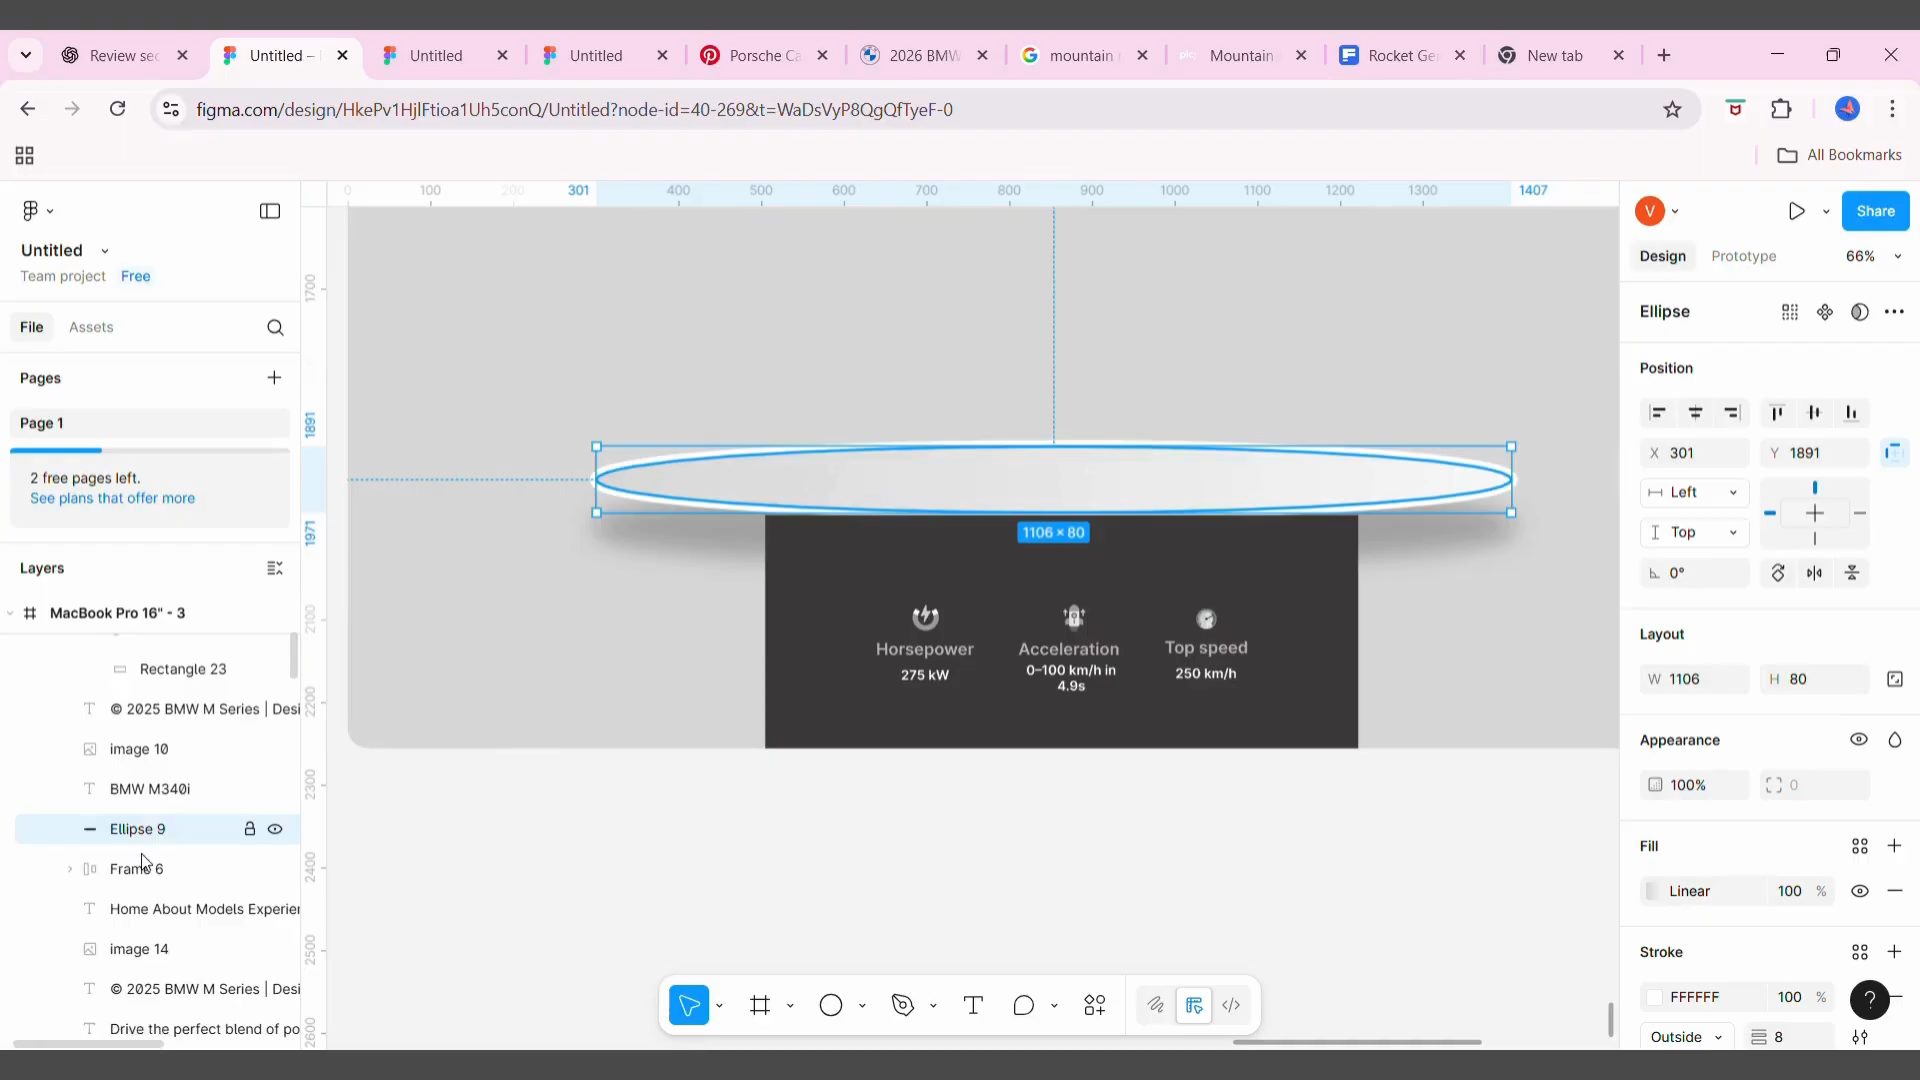 Review sec
Untitled –
Untitled
Untitled
Porsche Ca
2026 BMW
mountain
Mountain
Rocket Ge
New tab
figma.com/design/HkePv1HjlFtioa1Uh5conQ/Untitled?node-id=40-269&t=WaDsVyP8QgQfTyeF-0
All Bookmarks
0 100 200 301 400 500 600 700 800 900 1000 1100 1200 1300 1407
Untitled
Team project Free
V
Share
Design Prototype 66%
File Assets
Ellipse
Pages
Page 1
2 free pages left.
See plans that offer more
Position
X 301 Y 1891
Left
Top
0°
1700
1891
1971
2100
2200
2300
2400
2500
2600
1106 × 80
Horsepower
275 kW
Acceleration
0–100 km/h in
4.9s
Top speed
250 km/h
Layers
MacBook Pro 16" - 3
Rectangle 23
© 2025 BMW M Series | Desi
image 10
BMW M340i
Ellipse 9
Frame 6
Home About Models Experien
image 14
© 2025 BMW M Series | Desi
Drive the perfect blend of po
Layout
W 1106 H 80
Appearance
100% 0
Fill
Linear 100 %
Stroke
FFFFFF 100 %
Outside 8
?